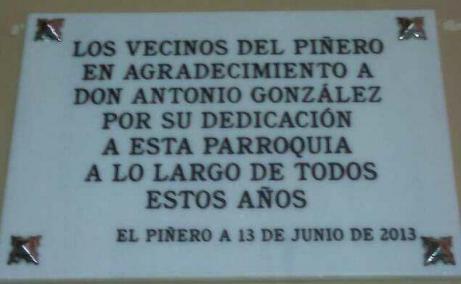 LOS VECINOS DEL PIÑERO
EN AGRADECIMIENTO A
DON ANTONIO GONZÁLEZ
POR SU DEDICACIÓN
A ESTA PARROQUIA
A LO LARGO DE TODOS
ESTOS AÑOS
EL PIÑERO A 13 DE JUNIO DE 2013